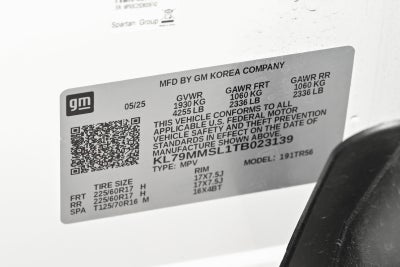 Spartan Group
MFD BY GM KOREA COMPANY
gm
05/25
GVWR GAWR FRT GAWR RR
1930 KG 1060 KG 1060 KG
4255 LB 2336 LB 2336 LB
THIS VEHICLE CONFORMS TO ALL
APPLICABLE U.S. FEDERAL MOTOR
VEHICLE SAFETY AND THEFT PREVENTION
STANDARDS IN EFFECT ON THE DATE OF
MANUFACTURE SHOWN ABOVE.
KL79MMSL1TB023139
TYPE: MPV MODEL: 191TR56
TIRE SIZE RIM
FRT 225/60R17 H 17X7.5J
RR 225/60R17 H 17X7.5J
SPA T125/70R16 M 16X4BT